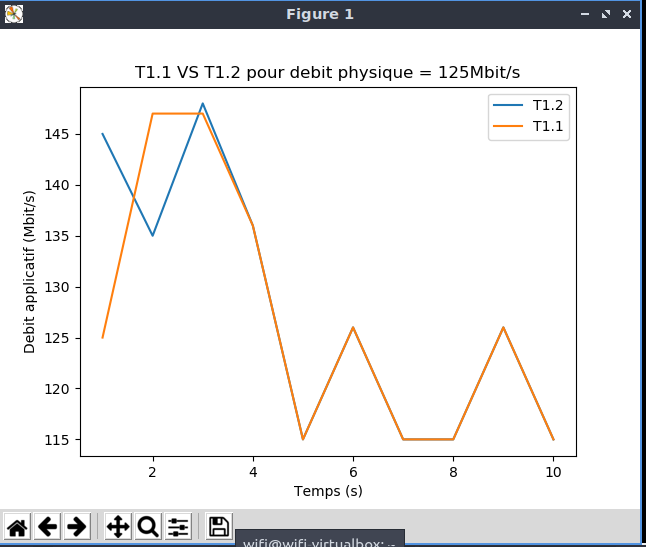 Figure 1
T1.1 VS T1.2 pour debit physique = 125Mbit/s
T1.2
T1.1
Debit applicatif (Mbit/s)
145
140
135
130
125
120
115
2
4
6
8
10
Temps (s)
wifi@wifi-virtualbox: ~